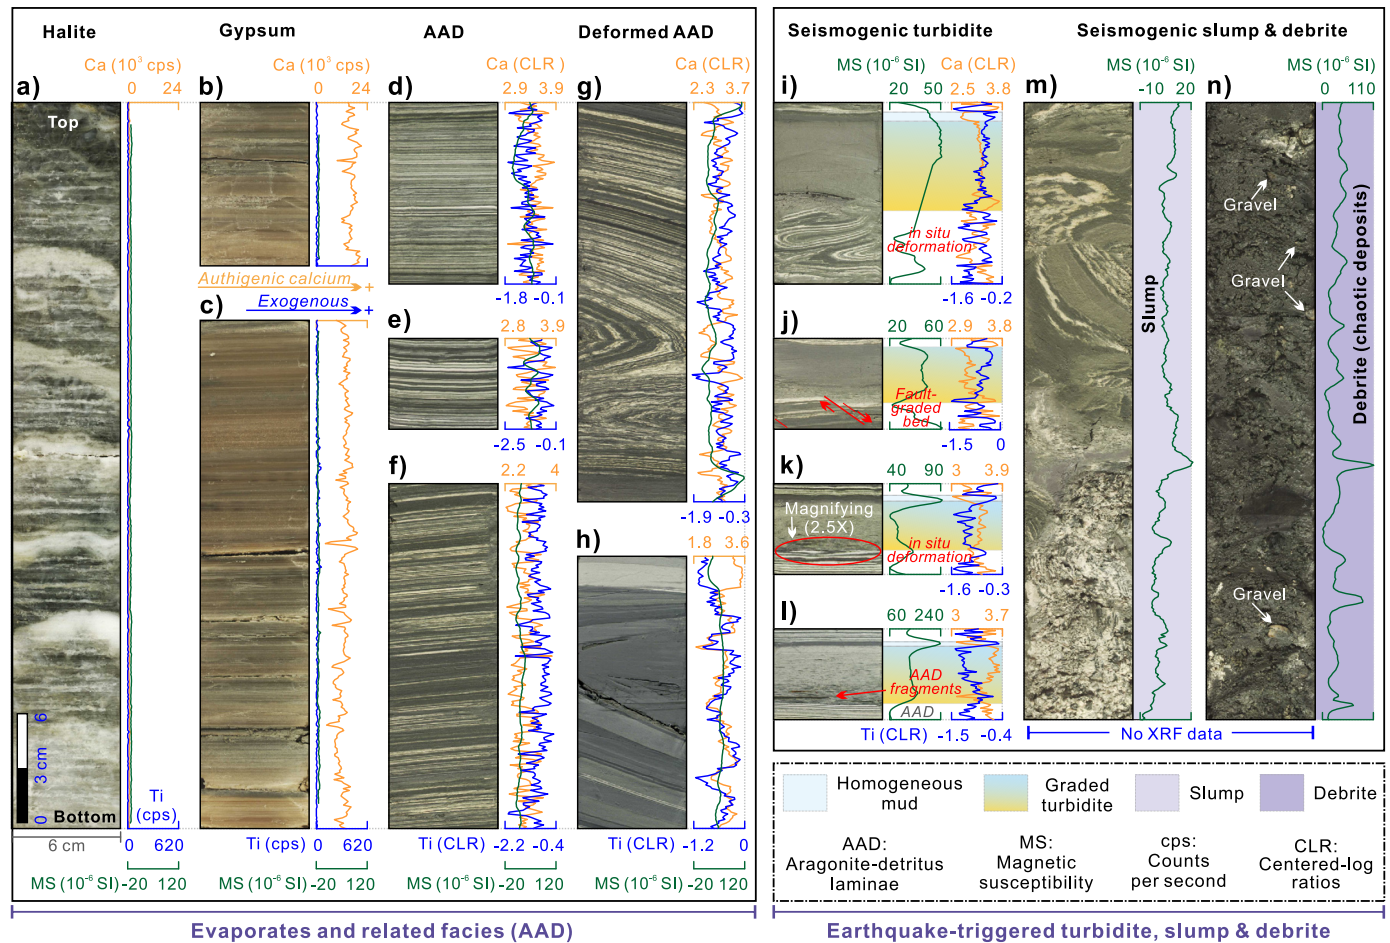 Halite
Gypsum
AAD
Deformed AAD
Ca (10³ cps)
0 24
Ca (10³ cps)
0 24
Ca (CLR)
2.9 3.9
Ca (CLR)
2.3 3.7
a)
b)
d)
g)
Top
Authigenic calcium +
Exogenous +
-1.8 -0.1
c)
e)
2.8 3.9
-2.5 -0.1
f)
2.2 4
-1.9 -0.3
h)
1.8 3.6
6
3 cm
0
Bottom
Ti
(cps)
6 cm
0 620
Ti (cps)
0 620
Ti (CLR)
-2.2 -0.4
-1.2 0
MS (10⁻⁶ SI)
-20 120
MS (10⁻⁶ SI)
-20 120
MS (10⁻⁶ SI)
-20 120
Evaporates and related facies (AAD)
Seismogenic turbidite
Seismogenic slump & debrite
MS (10⁻⁶ SI)
20 50
Ca (CLR)
2.5 3.8
MS (10⁻⁶ SI)
-10 20
MS (10⁻⁶ SI)
0 110
i)
m)
n)
in situ
deformation
-1.6 -0.2
j)
20 60
2.9 3.8
Fault-
graded
bed
-1.5 0
k)
40 90
3 3.9
Magnifying
(2.5X)
in situ
deformation
-1.6 -0.3
l)
60 240
3 3.7
AAD
fragments
AAD
Ti (CLR)
-1.5 -0.4
Slump
Gravel
Gravel
Gravel
Debrite (chaotic deposits)
No XRF data
Homogeneous
mud
Graded
turbidite
Slump
Debrite
AAD:
Aragonite-detritus
laminae
MS:
Magnetic
susceptibility
cps:
Counts
per second
CLR:
Centered-log
ratios
Earthquake-triggered turbidite, slump & debrite